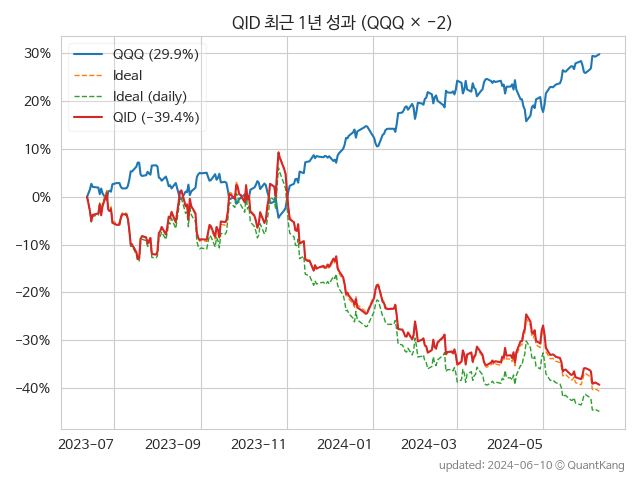 QID 최근 1년 성과 (QQQ × −2)
QQQ (29.9%)
Ideal
Ideal (daily)
QID (−39.4%)
30%
20%
10%
0%
−10%
−20%
−30%
−40%
2023-07 2023-09 2023-11 2024-01 2024-03 2024-05
updated: 2024-06-10 © QuantKang